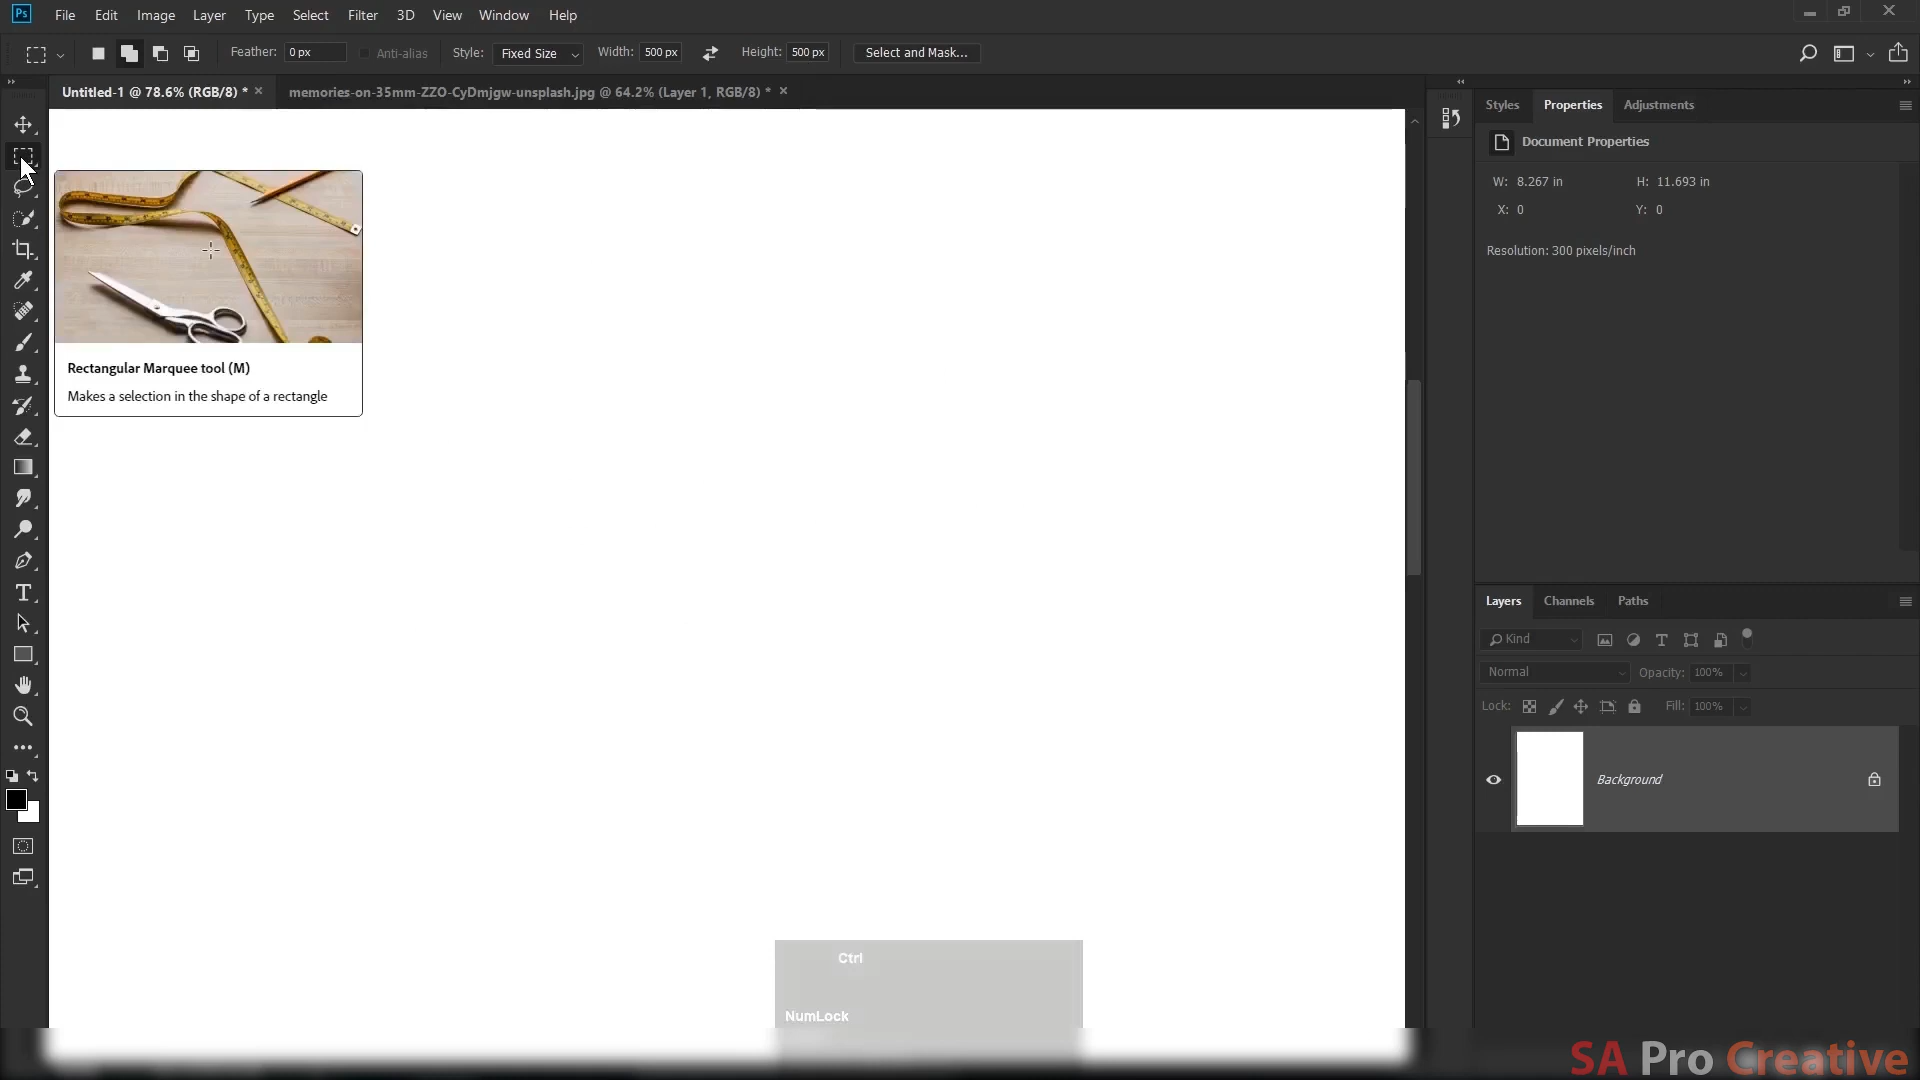 Ps File Edit Image Layer Type Select Filter 3D View Window Help
Feather: 0 px Anti-alias Style: Fixed Size Width: 500 px Height: 500 px Select and Mask...
Untitled-1 @ 78.6% (RGB/8) * × memories-on-35mm-ZZO-CyDmjgw-unsplash.jpg @ 64.2% (Layer 1, RGB/8) * ×
Styles Properties Adjustments
Document Properties
W: 8.267 in H: 11.693 in
X: 0 Y: 0
Resolution: 300 pixels/inch
Rectangular Marquee tool (M)
Makes a selection in the shape of a rectangle
Layers Channels Paths
Kind
Normal Opacity: 100%
Lock: Fill: 100%
Background
Ctrl
NumLock
SA Pro Creative